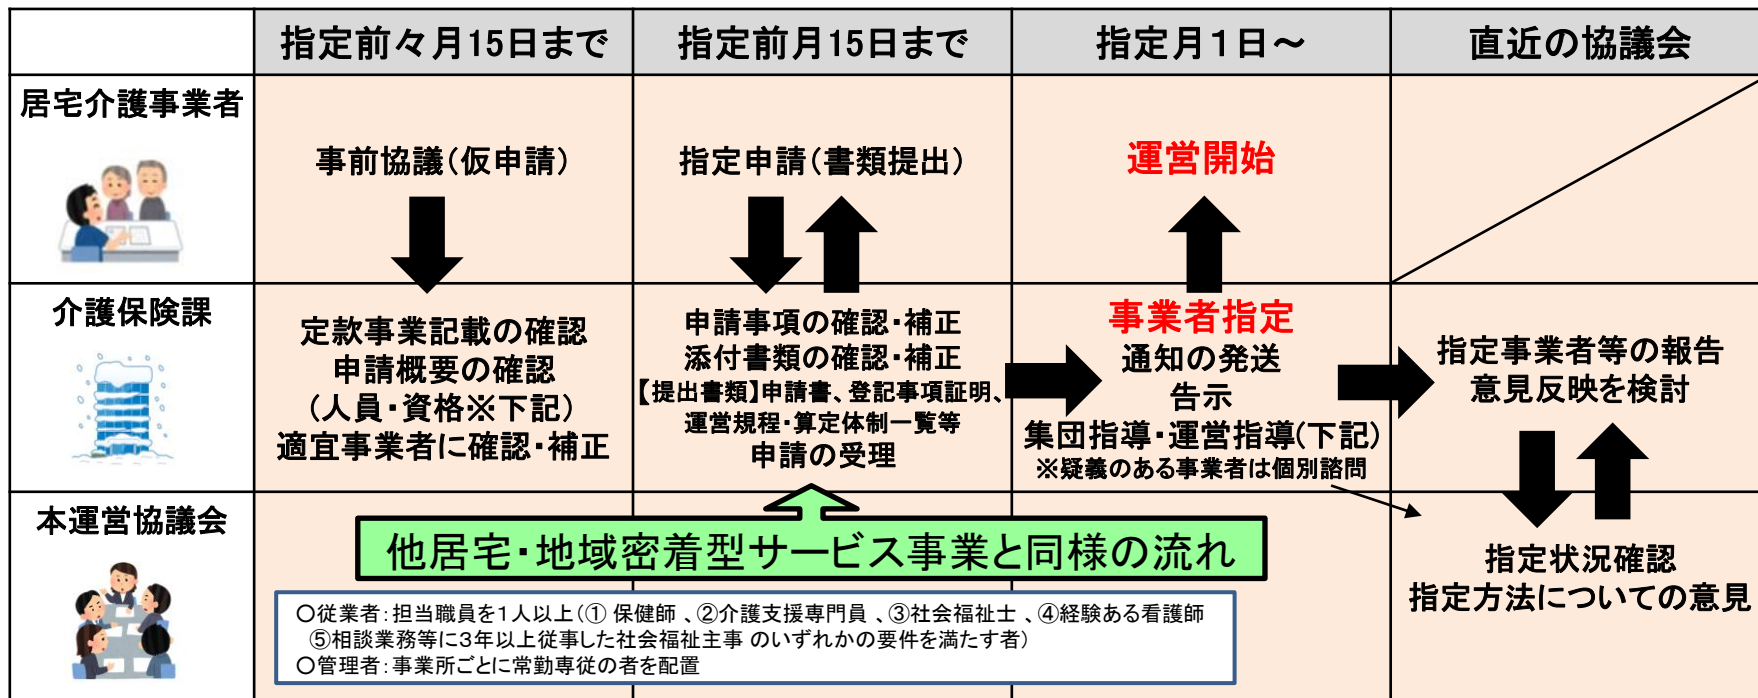 指定前々月15日まで
指定前月15日まで
指定月1日～
直近の協議会
居宅介護事業者
事前協議(仮申請)
指定申請(書類提出)
運営開始
介護保険課
定款事業記載の確認
申請概要の確認
(人員・資格※下記)
適宜事業者に確認・補正
申請事項の確認・補正
添付書類の確認・補正
【提出書類】申請書、登記事項証明、
運営規程・算定体制一覧等
申請の受理
事業者指定
通知の発送
告示
集団指導・運営指導(下記)
※疑義のある事業者は個別諮問
指定事業者等の報告
意見反映を検討
本運営協議会
他居宅・地域密着型サービス事業と同様の流れ
指定状況確認
指定方法についての意見
○従業者:担当職員を1人以上(① 保健師 、②介護支援専門員 、③社会福祉士 、④経験ある看護師
⑤相談業務等に3年以上従事した社会福祉主事 のいずれかの要件を満たす者)
○管理者:事業所ごとに常勤専従の者を配置